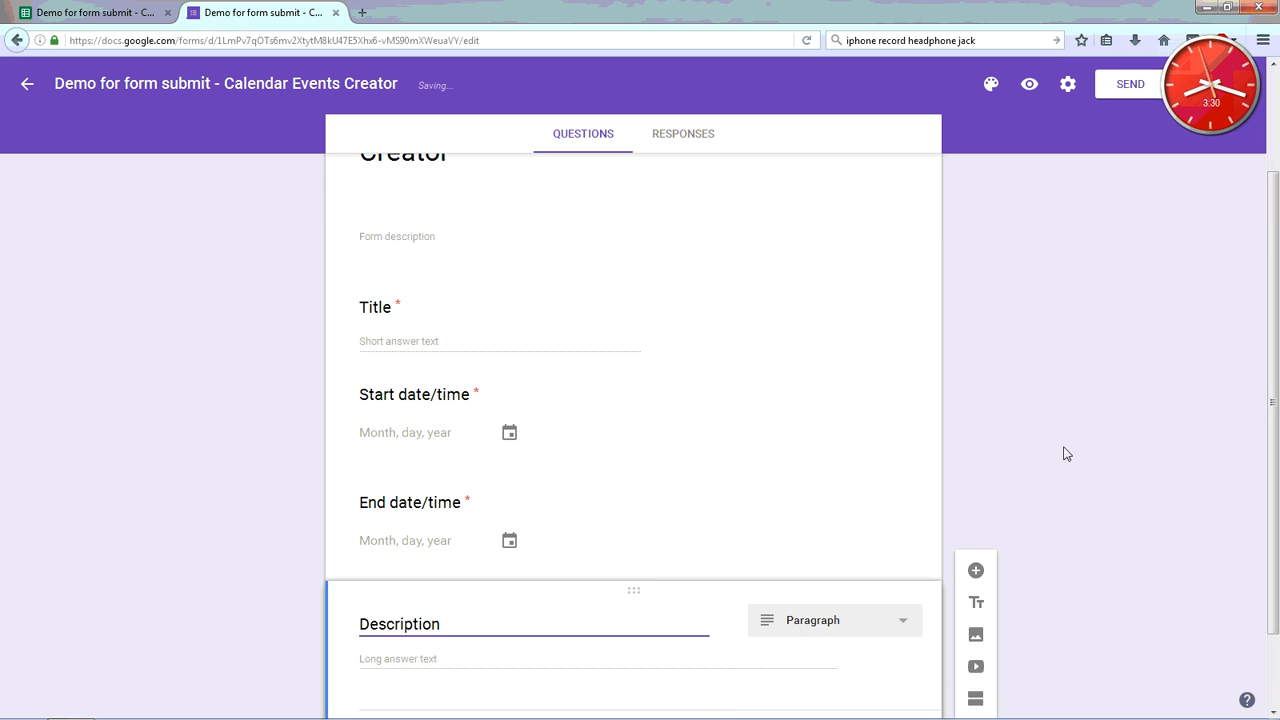 Demo for form submit - C...
Demo for form submit - C...
https://docs.google.com/forms/d/1LmPv7qOTs6mv2XtytM8kU47E5Xhx6-vMS90mXWeuaVY/edit
iphone record headphone jack
Demo for form submit - Calendar Events Creator
Saving...
SEND
3:30
QUESTIONS
RESPONSES
Creator
Form description
Title *
Short answer text
Start date/time *
Month, day, year
End date/time *
Month, day, year
Description
Paragraph
Long answer text